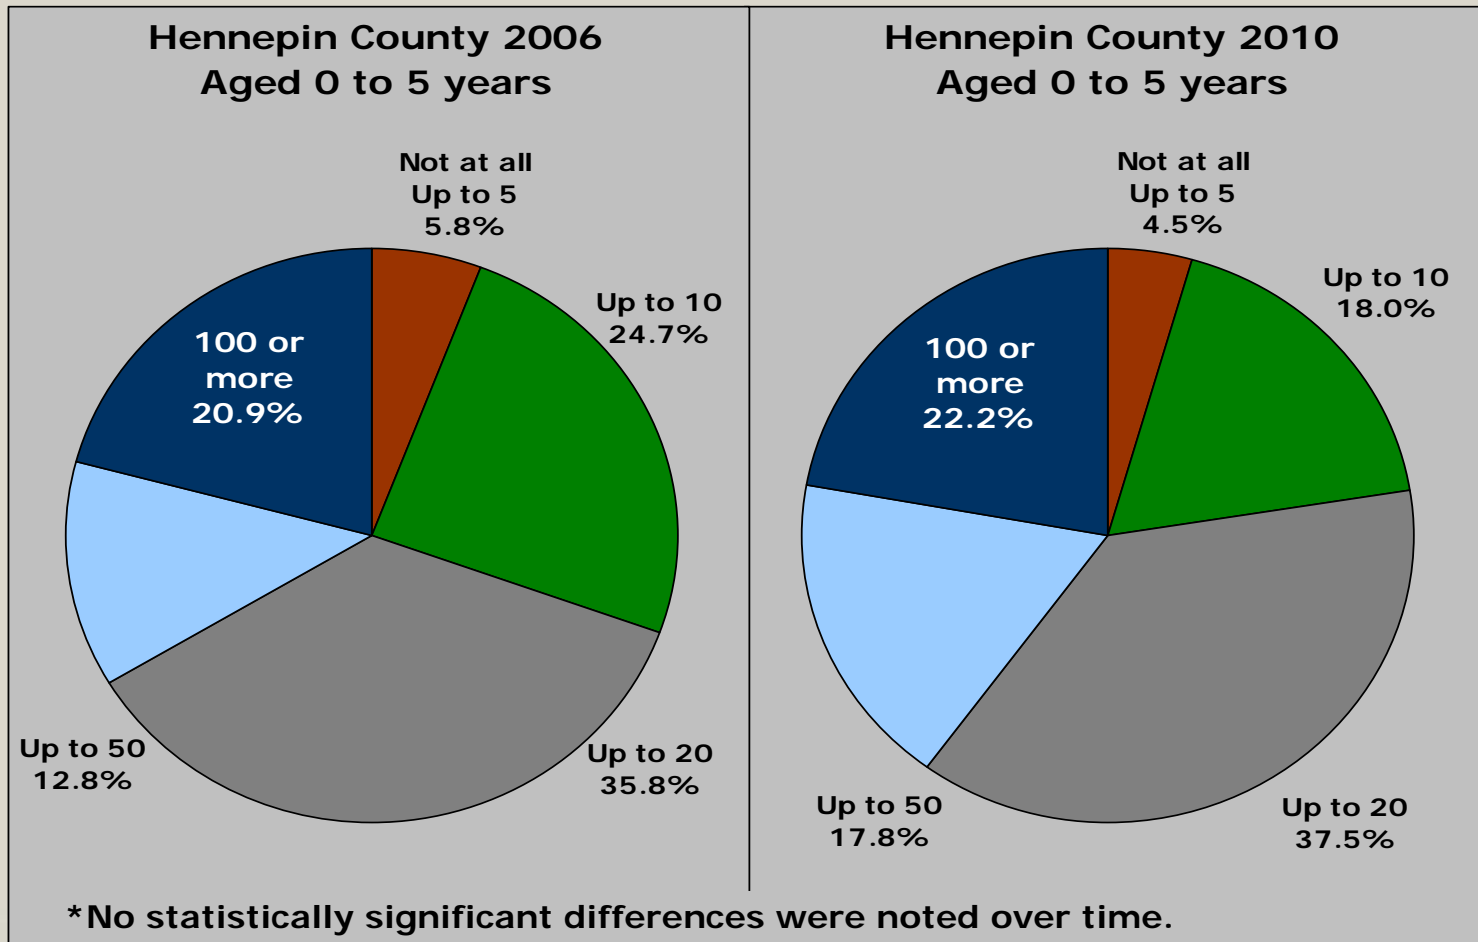 Hennepin County 2006
Aged 0 to 5 years
Not at all
Up to 5
5.8%
Up to 10
24.7%
100 or
more
20.9%
Up to 50
12.8%
Up to 20
35.8%
Hennepin County 2010
Aged 0 to 5 years
Not at all
Up to 5
4.5%
Up to 10
18.0%
100 or
more
22.2%
Up to 50
17.8%
Up to 20
37.5%
*No statistically significant differences were noted over time.